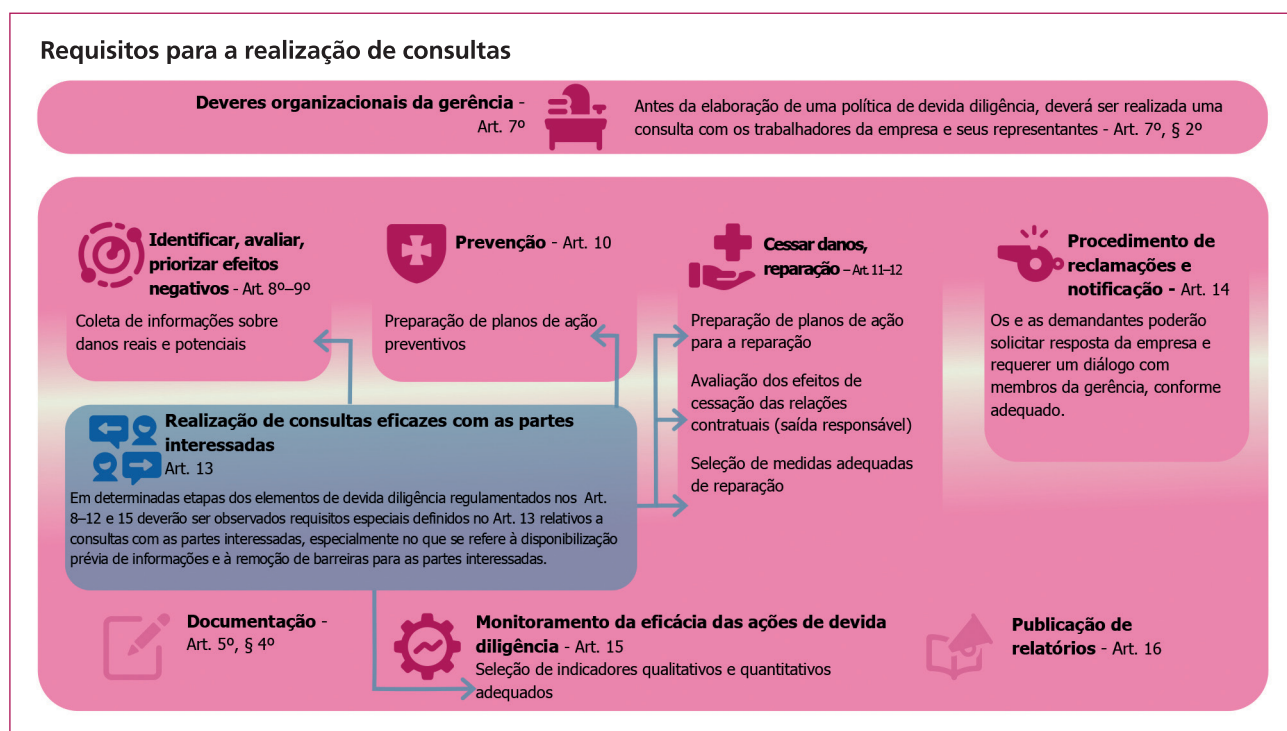 Requisitos para a realização de consultas
Deveres organizacionais da gerência -
Art. 7º
Antes da elaboração de uma política de devida diligência, deverá ser realizada uma
consulta com os trabalhadores da empresa e seus representantes - Art. 7º, § 2º
Identificar, avaliar,
priorizar efeitos
negativos - Art. 8º–9º
Coleta de informações sobre
danos reais e potenciais
Prevenção - Art. 10
Preparação de planos de ação
preventivos
Cessar danos,
reparação – Art. 11–12
Preparação de planos de ação
para a reparação
Avaliação dos efeitos de
cessação das relações
contratuais (saída responsável)
Seleção de medidas adequadas
de reparação
Procedimento de
reclamações e
notificação - Art. 14
Os e as demandantes poderão
solicitar resposta da empresa e
requerer um diálogo com
membros da gerência, conforme
adequado.
Realização de consultas eficazes com as partes
interessadas
Art. 13
Em determinadas etapas dos elementos de devida diligência regulamentados nos Art.
8–12 e 15 deverão ser observados requisitos especiais definidos no Art. 13 relativos a
consultas com as partes interessadas, especialmente no que se refere à disponibilização
prévia de informações e à remoção de barreiras para as partes interessadas.
Documentação -
Art. 5º, § 4º
Monitoramento da eficácia das ações de devida
diligência - Art. 15
Seleção de indicadores qualitativos e quantitativos
adequados
Publicação de
relatórios - Art. 16